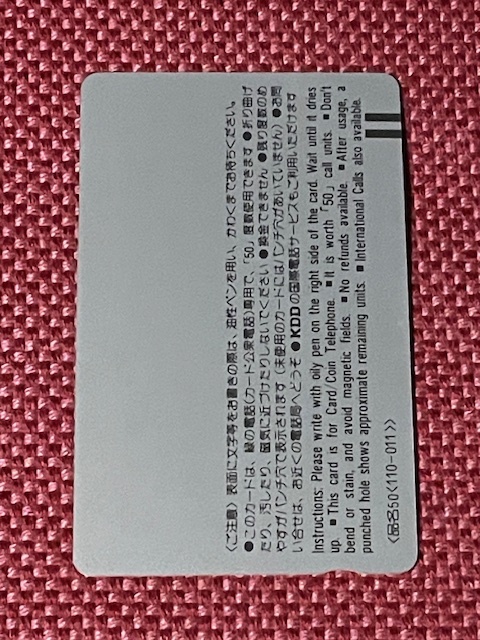 〈ご注意〉表面に文字等をお書きの際は、油性ペンを用い、かわくまでお待ちください。
●このカードは、緑の電話(カード公衆電話)専用で、「50」度数使用できます ●折り曲げ
たり、汚したり、磁気に近づけたりしないでください ●換金できません ●残り度数のめ
やすがパンチ穴で表示されます(未使用のカードにはパンチ穴があいていません) ●お問
い合せは、お近くの電話局へどうぞ ●KDDの国際電話サービスもご利用いただけます
Instructions: Please write with oily pen on the right side of the card. Wait until it dries
up. ■This card is for Card/Coin Telephone. ■It is worth「50」call units. ■Don't
bend or stain, and avoid magnetic fields. ■No refunds available. ■After usage, a
punched hole shows approximate remaining units. ■International Calls also available.
〈品名50〈110-011〉〉